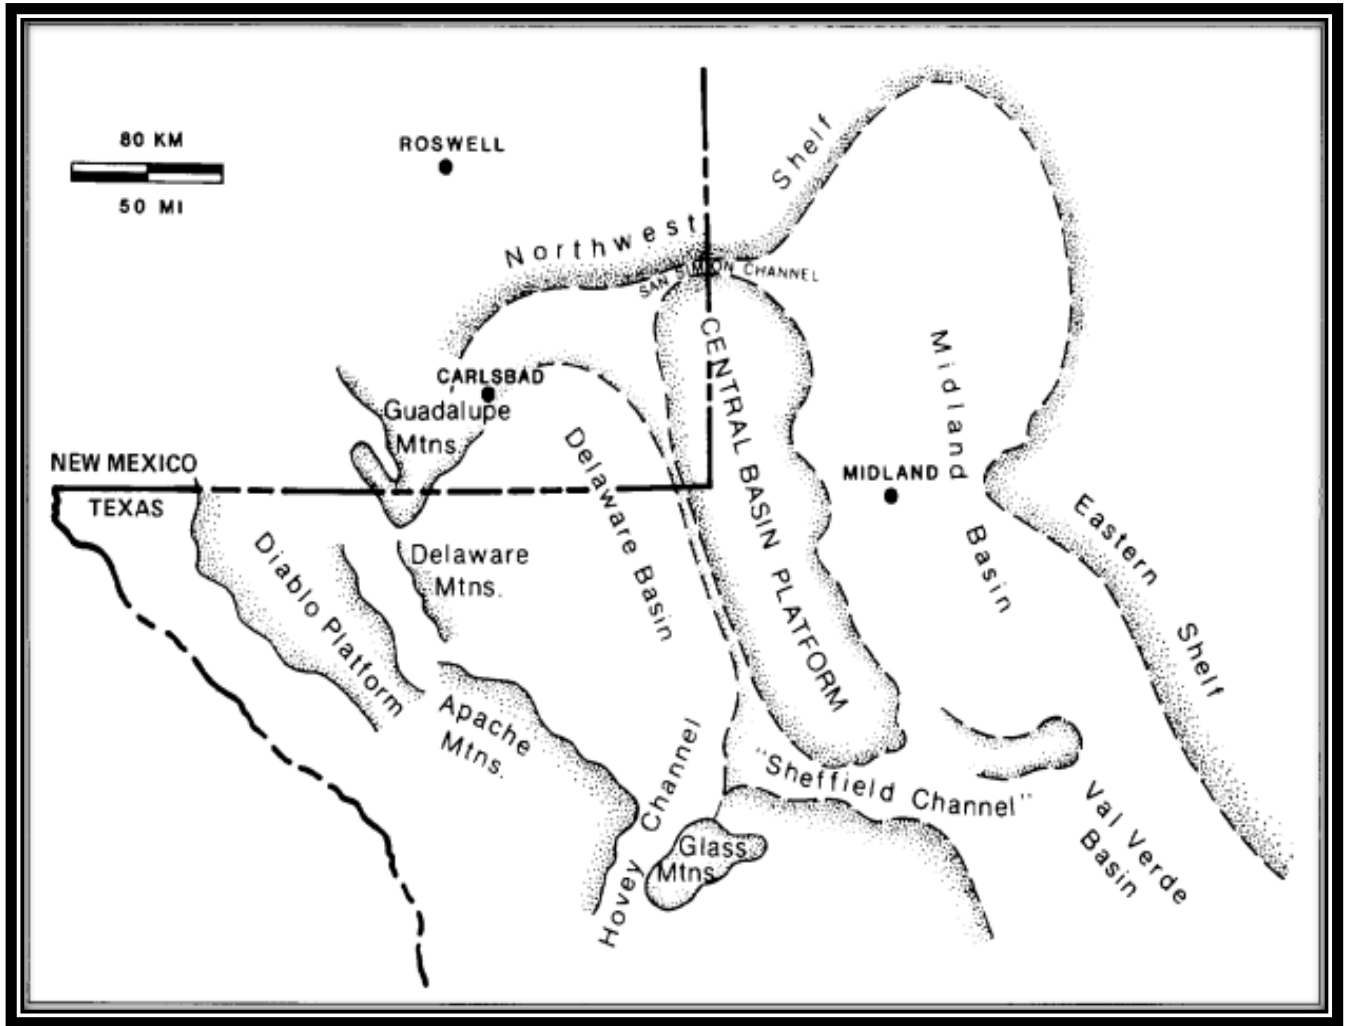 80 KM
50 MI
ROSWELL
Northwest Shelf
SAN SIMON CHANNEL
CARLSBAD
Guadalupe
Mtns.
NEW MEXICO
TEXAS
CENTRAL BASIN PLATFORM
Midland Basin
MIDLAND
Delaware Basin
Delaware
Mtns.
Diablo Platform
Eastern Shelf
Apache
Mtns.
Hovey Channel
"Sheffield Channel"
Glass
Mtns.
Val Verde
Basin